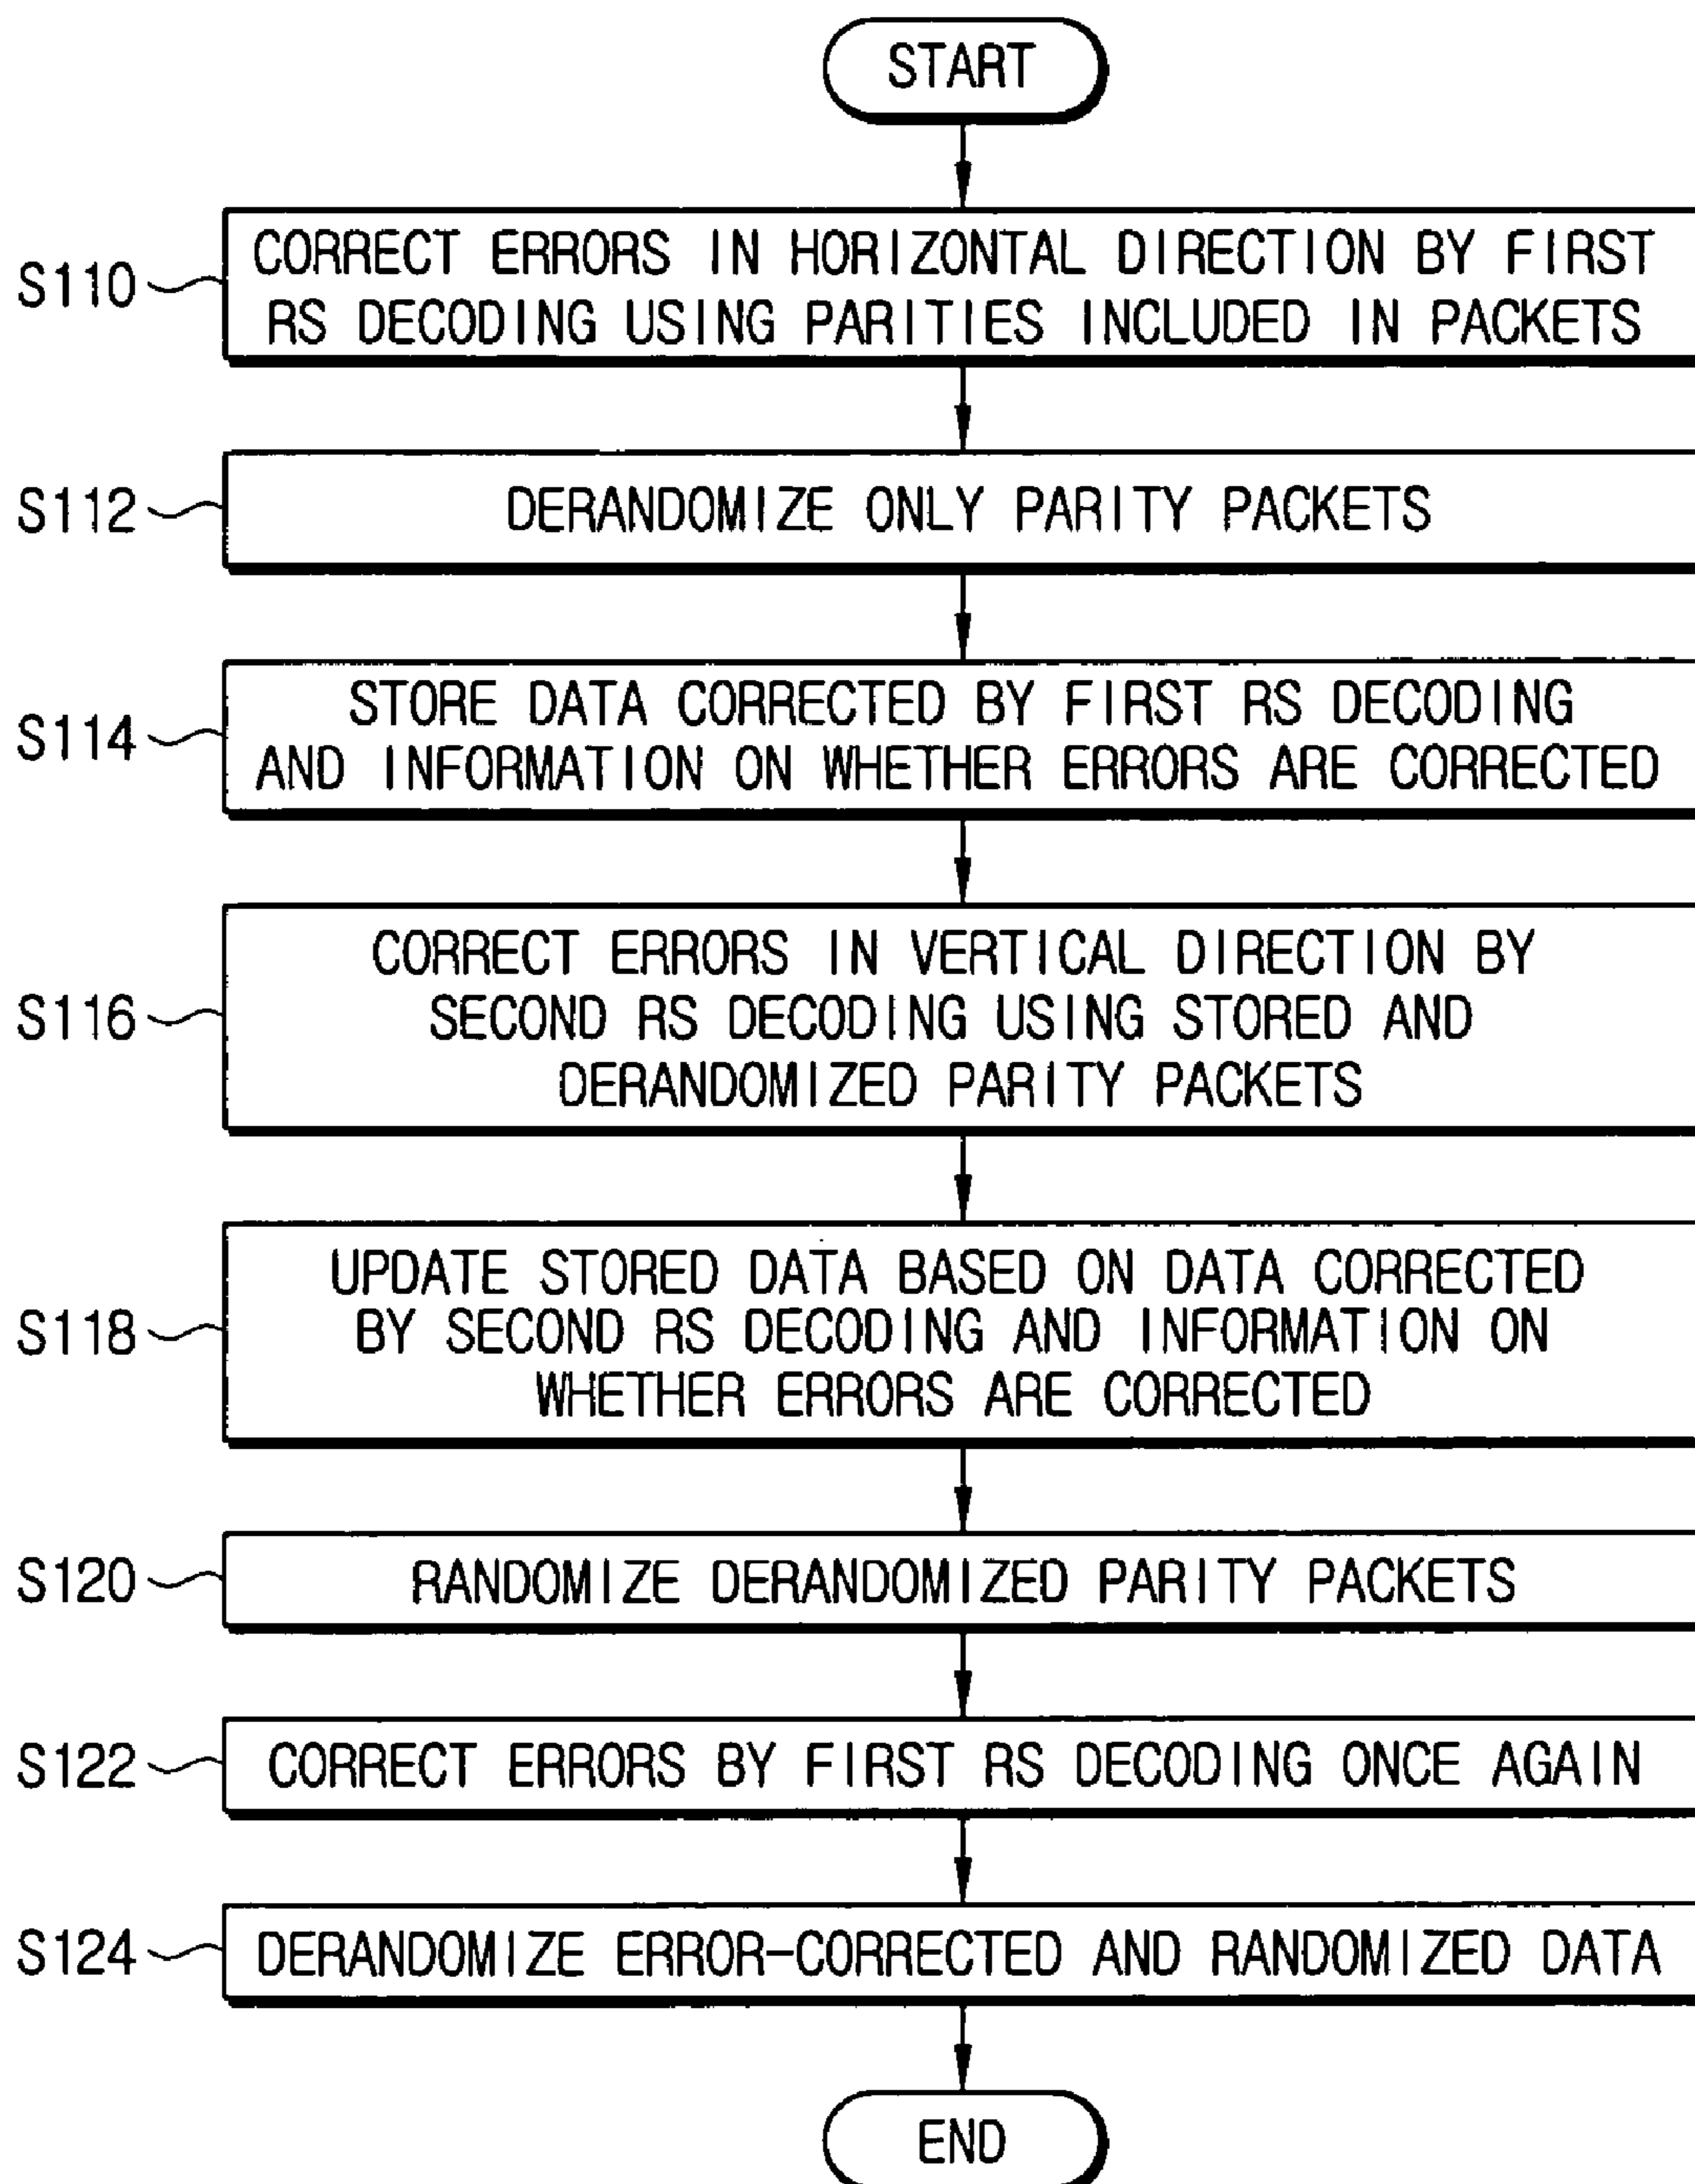 START
S110
CORRECT ERRORS IN HORIZONTAL DIRECTION BY FIRST
RS DECODING USING PARITIES INCLUDED IN PACKETS
S112
DERANDOMIZE ONLY PARITY PACKETS
S114
STORE DATA CORRECTED BY FIRST RS DECODING
AND INFORMATION ON WHETHER ERRORS ARE CORRECTED
S116
CORRECT ERRORS IN VERTICAL DIRECTION BY
SECOND RS DECODING USING STORED AND
DERANDOMIZED PARITY PACKETS
S118
UPDATE STORED DATA BASED ON DATA CORRECTED
BY SECOND RS DECODING AND INFORMATION ON
WHETHER ERRORS ARE CORRECTED
S120
RANDOMIZE DERANDOMIZED PARITY PACKETS
S122
CORRECT ERRORS BY FIRST RS DECODING ONCE AGAIN
S124
DERANDOMIZE ERROR-CORRECTED AND RANDOMIZED DATA
END